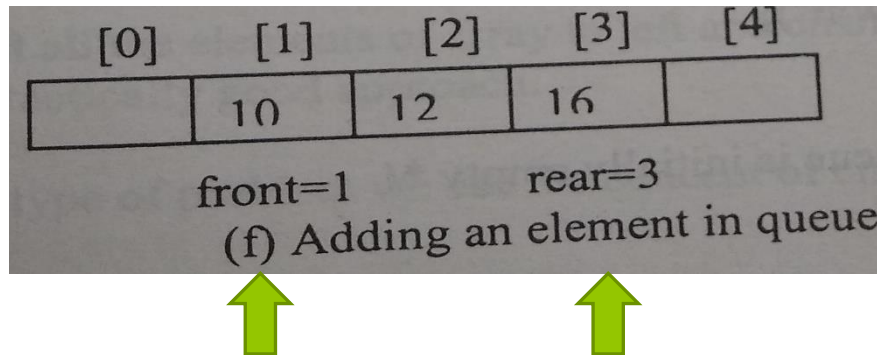 [0] [1] [2] [3] [4]
10 12 16
front=1 rear=3
(f) Adding an element in queue